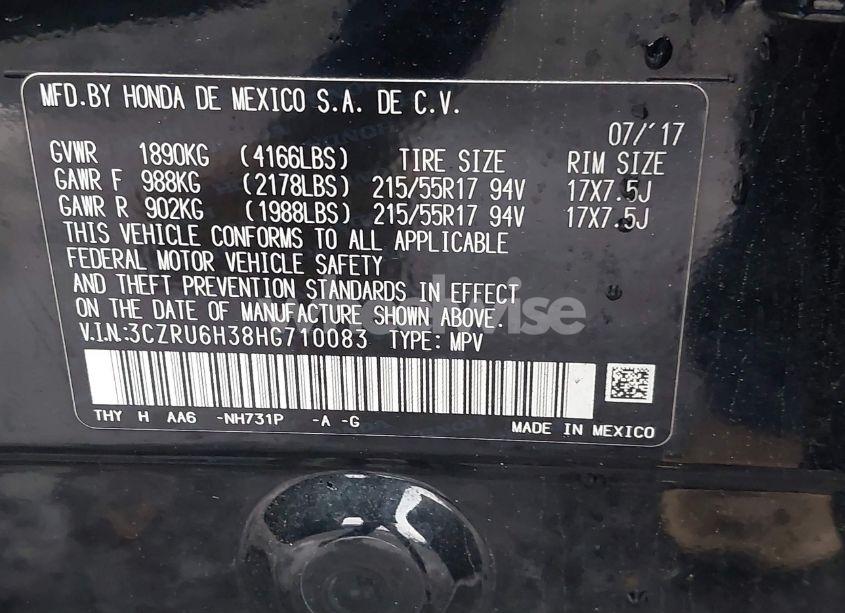 MFD.BY HONDA DE MEXICO S.A. DE C.V.
07/'17
GVWR 1890KG (4166LBS) TIRE SIZE RIM SIZE
GAWR F 988KG (2178LBS) 215/55R17 94V 17X7.5J
GAWR R 902KG (1988LBS) 215/55R17 94V 17X7.5J
THIS VEHICLE CONFORMS TO ALL APPLICABLE
FEDERAL MOTOR VEHICLE SAFETY
AND THEFT PREVENTION STANDARDS IN EFFECT
ON THE DATE OF MANUFACTURE SHOWN ABOVE.
V.I.N.:3CZRU6H38HG710083 TYPE: MPV
THY H AA6 -NH731P -A -G
MADE IN MEXICO